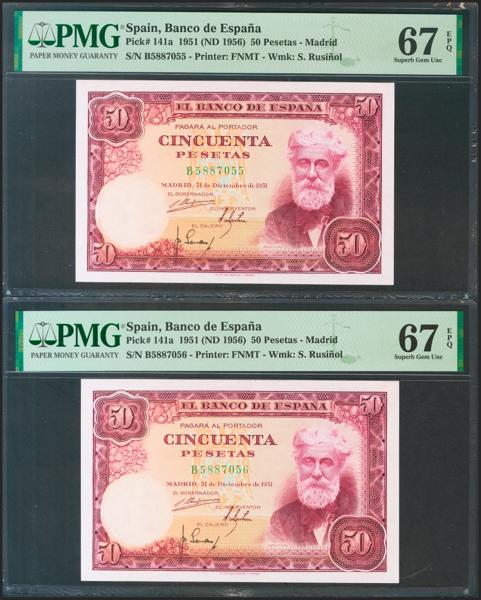 PMG
PAPER MONEY GUARANTY
Spain, Banco de España
Pick# 141a 1951 (ND 1956) 50 Pesetas - Madrid
S/N B5887055 - Printer: FNMT - Wmk: S. Rusiñol
67 EPQ
Superb Gem Unc
50
EL BANCO DE ESPAÑA
50
PAGARÁ AL PORTADOR
CINCUENTA
PESETAS
B5887055
MADRID, 31 de Diciembre de 1951
EL GOBERNADOR
EL INTERVENTOR
EL CAJERO
50
50
PMG
PAPER MONEY GUARANTY
Spain, Banco de España
Pick# 141a 1951 (ND 1956) 50 Pesetas - Madrid
S/N B5887056 - Printer: FNMT - Wmk: S. Rusiñol
67 EPQ
Superb Gem Unc
50
EL BANCO DE ESPAÑA
50
PAGARÁ AL PORTADOR
CINCUENTA
PESETAS
B5887056
MADRID, 31 de Diciembre de 1951
EL GOBERNADOR
EL INTERVENTOR
EL CAJERO
50
50